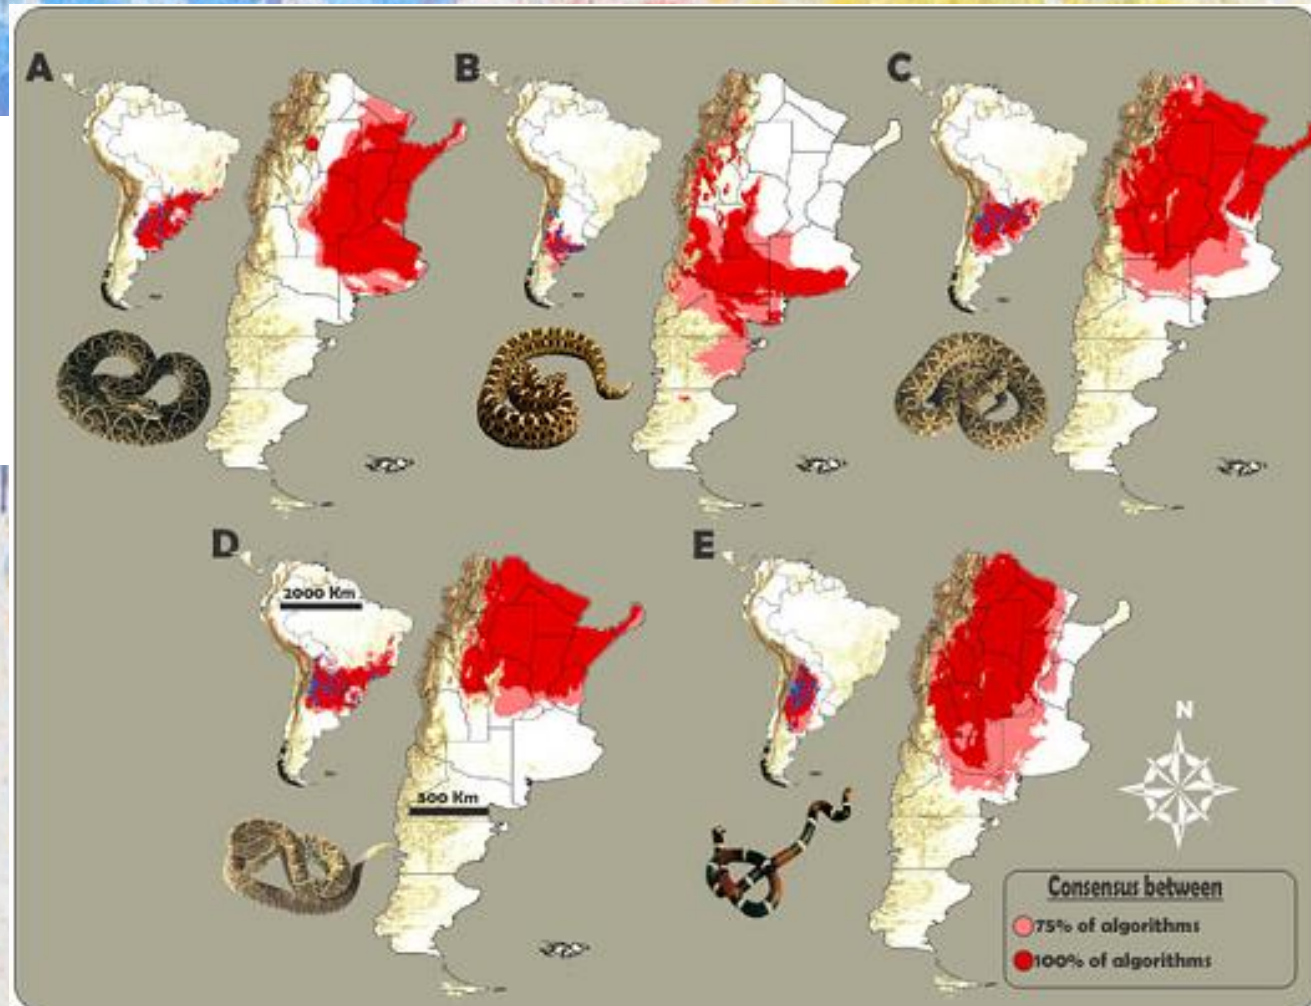 A
B
C
D
E
2000 Km
500 Km
N
Consensus between
75% of algorithms
100% of algorithms